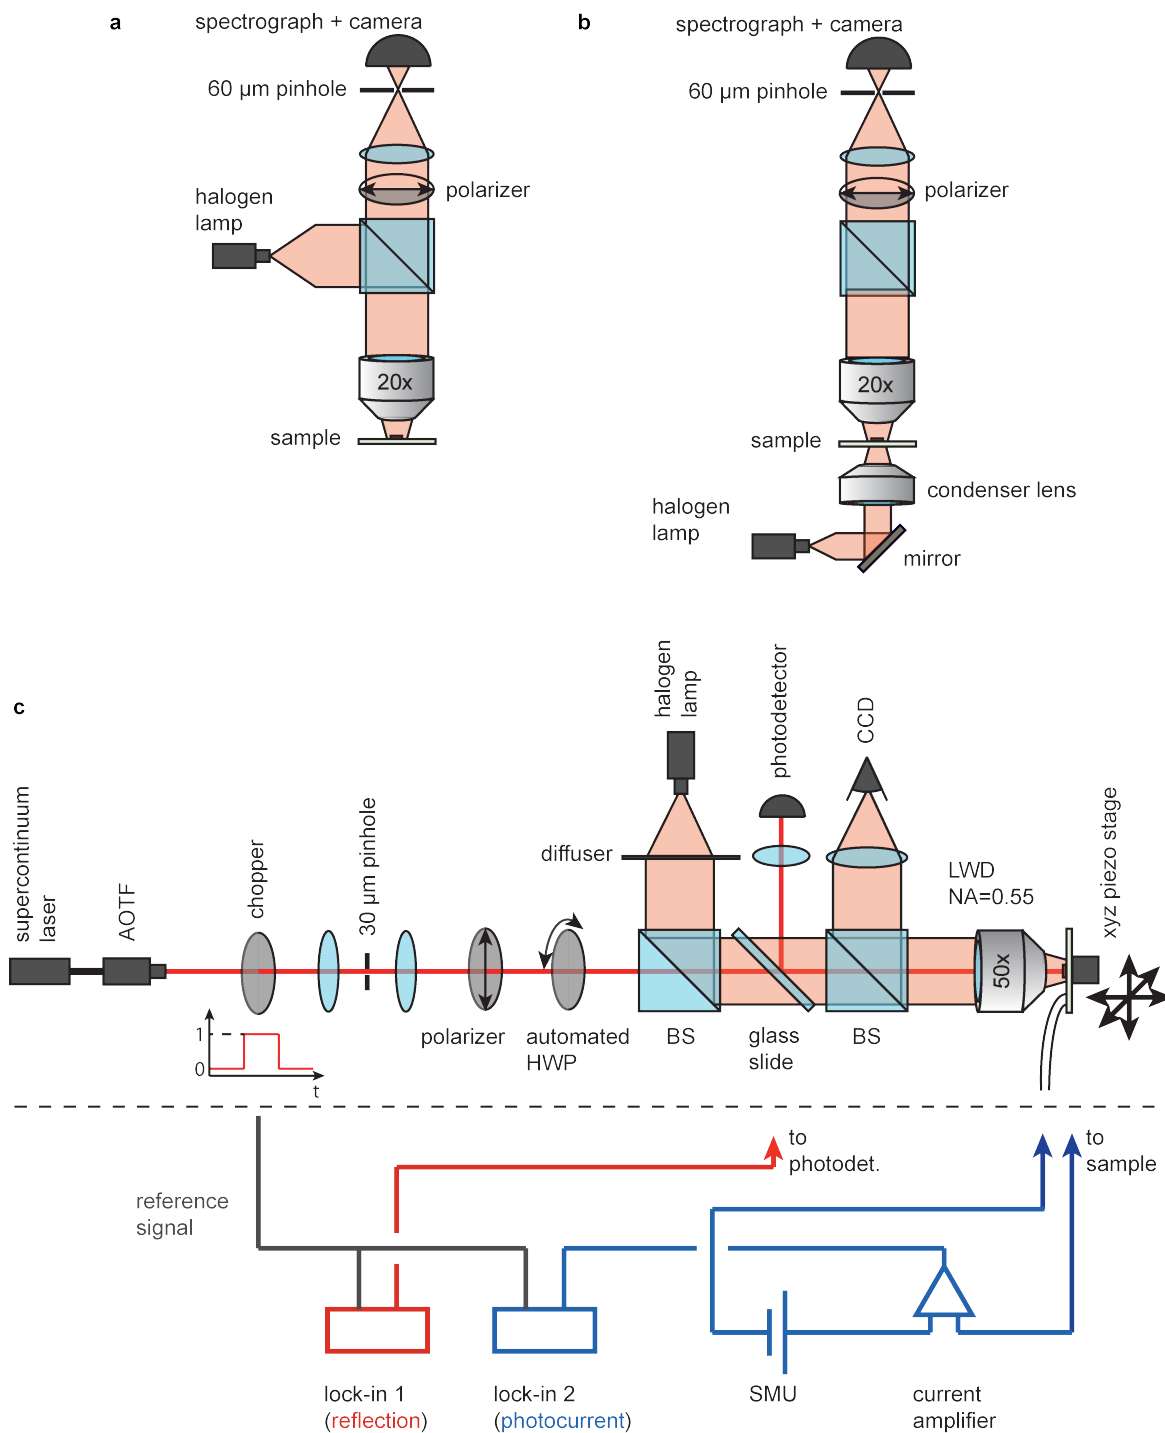 a
spectrograph + camera
60 µm pinhole
polarizer
halogen
lamp
20x
sample
b
spectrograph + camera
60 µm pinhole
polarizer
20x
sample
condenser lens
halogen
lamp
mirror
c
supercontinuum
laser
AOTF
chopper
30 µm pinhole
halogen
lamp
photodetector
CCD
diffuser
LWD
NA=0.55
xyz piezo stage
50x
polarizer
automated
HWP
BS
glass
slide
BS
1
0
t
to
photodet.
to
sample
reference
signal
lock-in 1
(reflection)
lock-in 2
(photocurrent)
SMU
current
amplifier